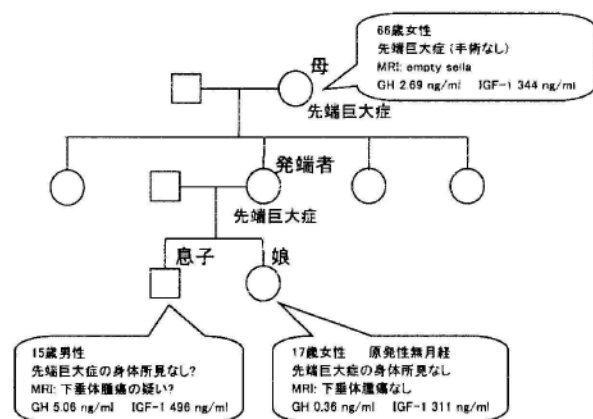 66歳女性
先端巨大症 (手術なし)
MRI: empty sella
GH 2.69 ng/ml IGF-1 344 ng/ml
母
先端巨大症
発端者
先端巨大症
息子
娘
15歳男性
先端巨大症の身体所見なし?
MRI: 下垂体腫瘍の疑い?
GH 5.06 ng/ml IGF-1 496 ng/ml
17歳女性 原発性無月経
先端巨大症の身体所見なし
MRI: 下垂体腫瘍なし
GH 0.36 ng/ml IGF-1 311 ng/ml